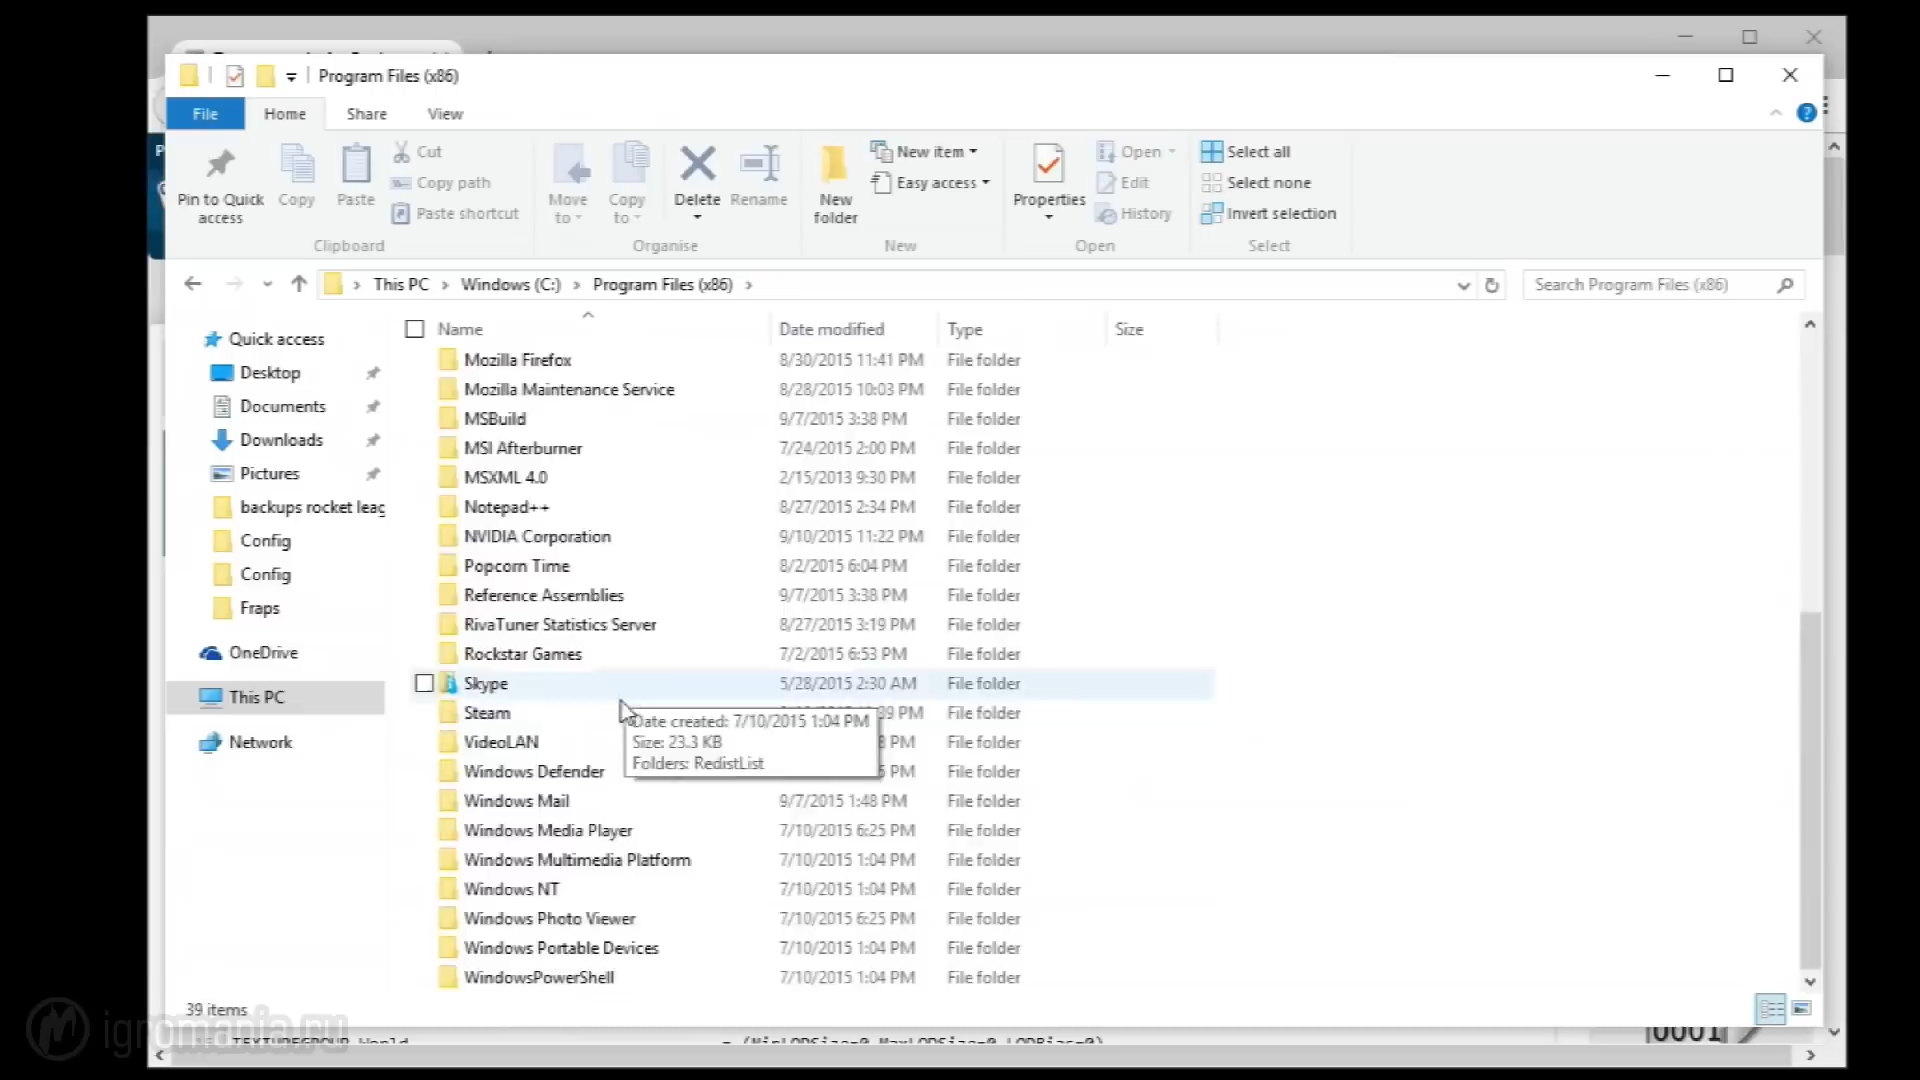 Program Files (x86)
File Home Share View
Pin to Quick access
Copy
Paste
Cut
Copy path
Paste shortcut
Clipboard
Move to
Copy to
Delete
Rename
Organise
New folder
New item
Easy access
New
Properties
Open
Edit
History
Open
Select all
Select none
Invert selection
Select
This PC > Windows (C:) > Program Files (x86) >
Search Program Files (x86)
Quick access
Desktop
Documents
Downloads
Pictures
backups rocket leag
Config
Config
Fraps
OneDrive
This PC
Network
Name Date modified Type Size
Mozilla Firefox 8/30/2015 11:41 PM File folder
Mozilla Maintenance Service 8/28/2015 10:03 PM File folder
MSBuild 9/7/2015 3:38 PM File folder
MSI Afterburner 7/24/2015 2:00 PM File folder
MSXML 4.0 2/15/2013 9:30 PM File folder
Notepad++ 8/27/2015 2:34 PM File folder
NVIDIA Corporation 9/10/2015 11:22 PM File folder
Popcorn Time 8/2/2015 6:04 PM File folder
Reference Assemblies 9/7/2015 3:38 PM File folder
RivaTuner Statistics Server 8/27/2015 3:19 PM File folder
Rockstar Games 7/2/2015 6:53 PM File folder
Skype 5/28/2015 2:30 AM File folder
Steam 39 PM File folder
VideoLAN PM File folder
Windows Defender PM File folder
Date created: 7/10/2015 1:04 PM
Size: 23.3 KB
Folders: RedistList
Windows Mail 9/7/2015 1:48 PM File folder
Windows Media Player 7/10/2015 6:25 PM File folder
Windows Multimedia Platform 7/10/2015 1:04 PM File folder
Windows NT 7/10/2015 1:04 PM File folder
Windows Photo Viewer 7/10/2015 6:25 PM File folder
Windows Portable Devices 7/10/2015 1:04 PM File folder
WindowsPowerShell 7/10/2015 1:04 PM File folder
39 items
igromania.ru